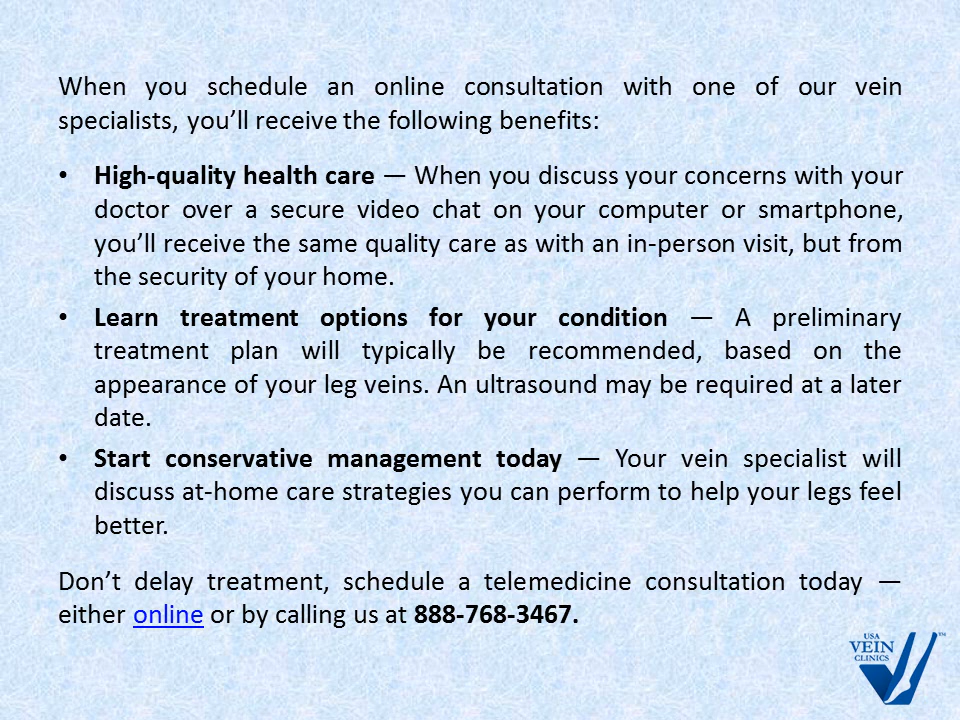 When you schedule an online consultation with one of our vein
specialists, you’ll receive the following benefits:
• High-quality health care — When you discuss your concerns with your
doctor over a secure video chat on your computer or smartphone,
you’ll receive the same quality care as with an in-person visit, but from
the security of your home.
• Learn treatment options for your condition — A preliminary
treatment plan will typically be recommended, based on the
appearance of your leg veins. An ultrasound may be required at a later
date.
• Start conservative management today — Your vein specialist will
discuss at-home care strategies you can perform to help your legs feel
better.
Don’t delay treatment, schedule a telemedicine consultation today —
either online or by calling us at 888-768-3467.
USA
VEIN
CLINICS
™